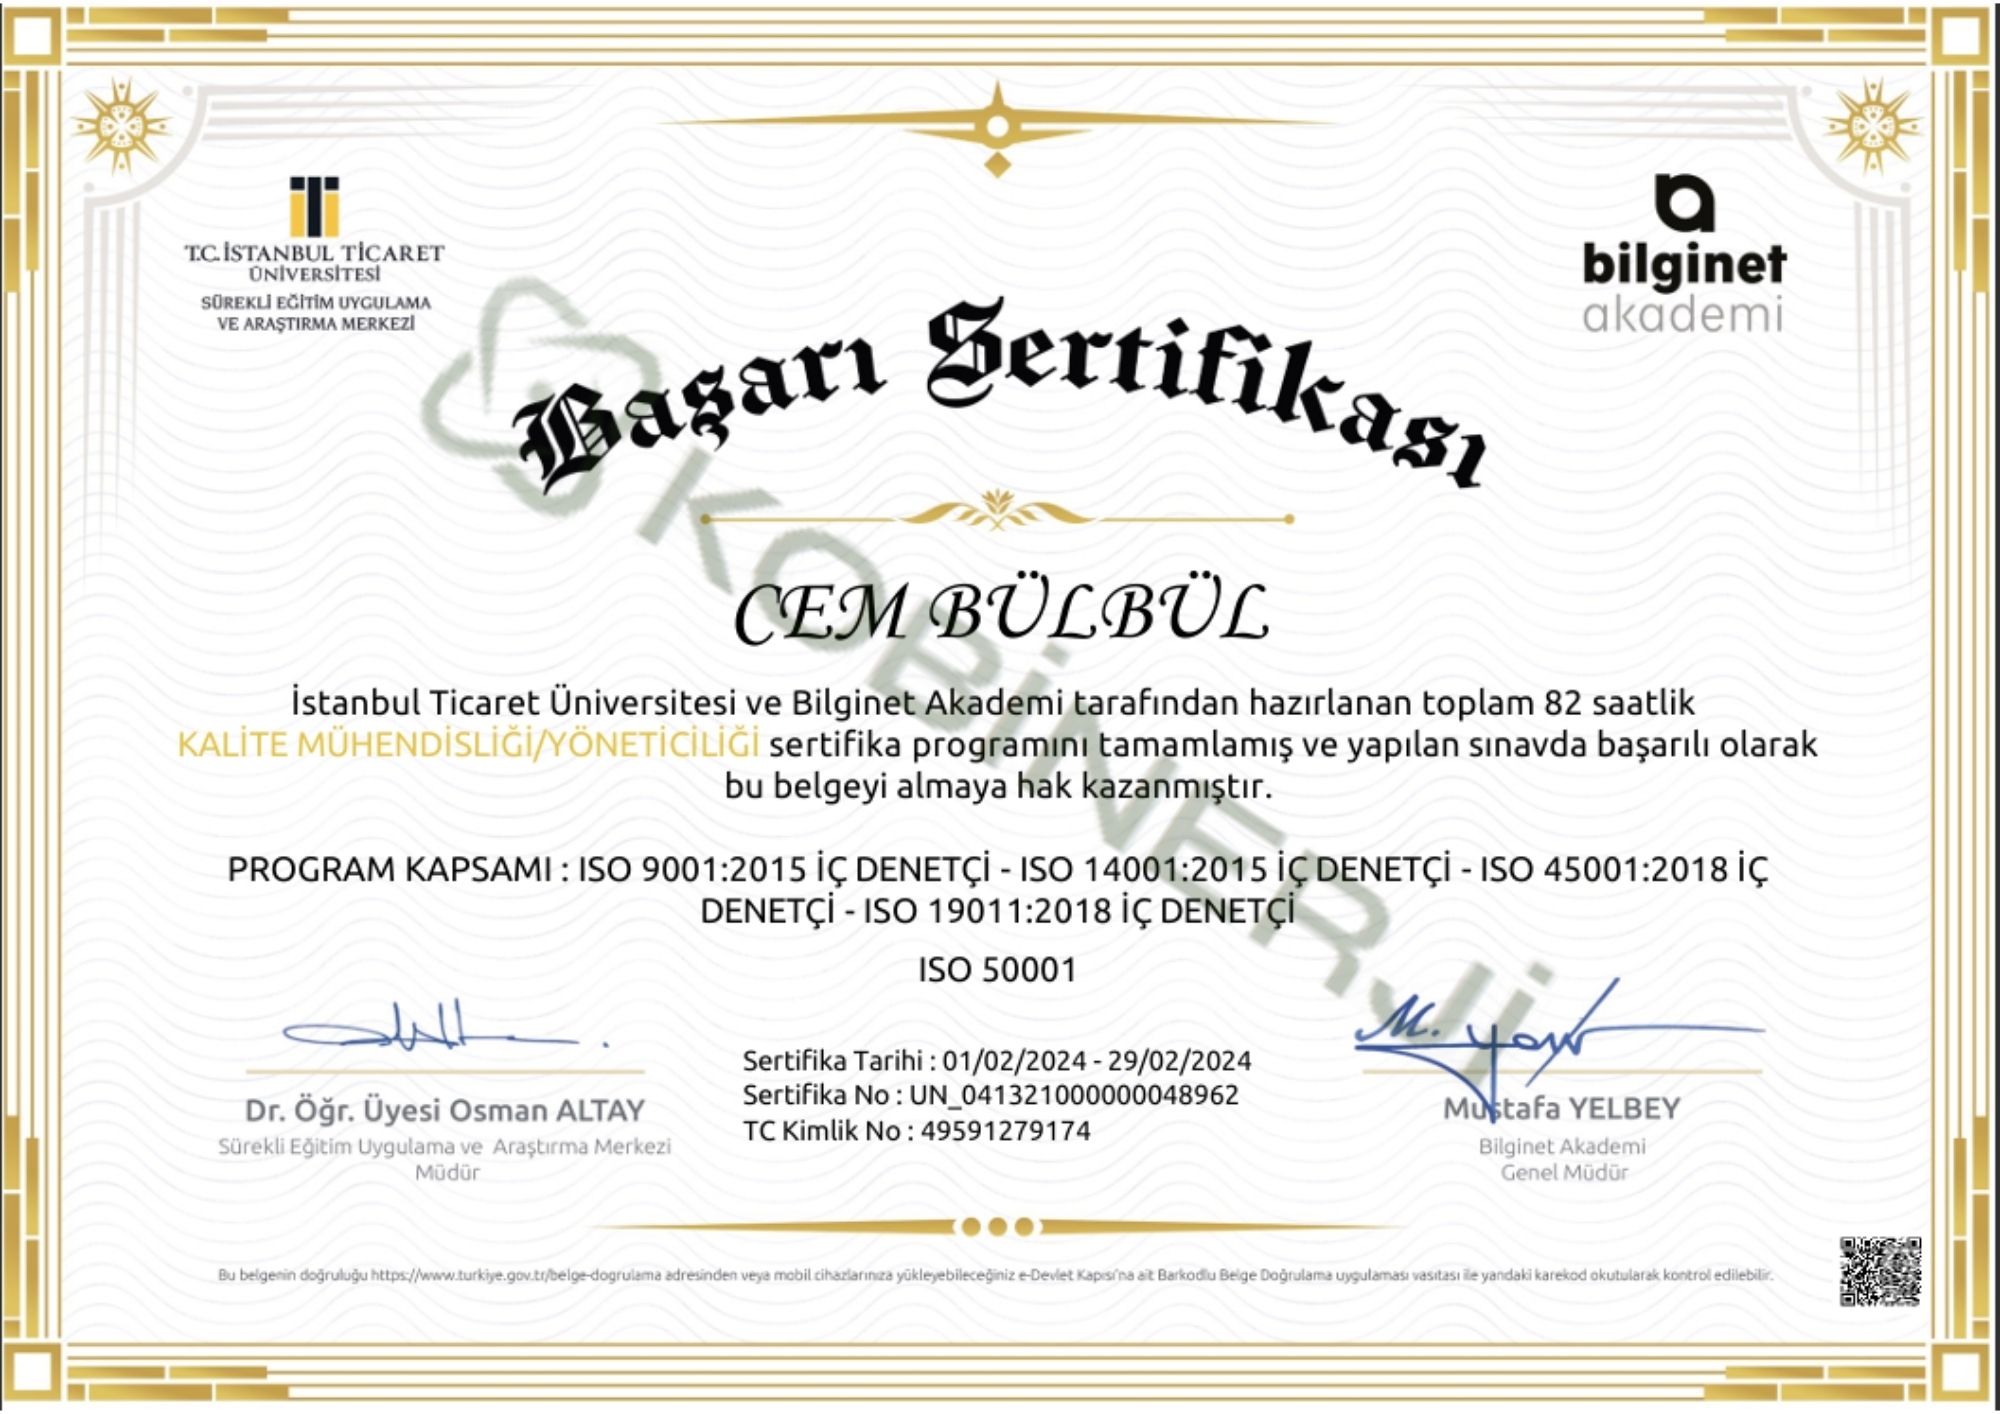 T.C. İSTANBUL TİCARET
ÜNİVERSİTESİ
SÜREKLİ EĞİTİM UYGULAMA
VE ARAŞTIRMA MERKEZİ
bilginet
akademi
Başarı Sertifikası
KOBİNERJİ
CEM BÜLBÜL
İstanbul Ticaret Üniversitesi ve Bilginet Akademi tarafından hazırlanan toplam 82 saatlik
KALİTE MÜHENDİSLİĞİ/YÖNETİCİLİĞİ sertifika programını tamamlamış ve yapılan sınavda başarılı olarak
bu belgeyi almaya hak kazanmıştır.
PROGRAM KAPSAMI : ISO 9001:2015 İÇ DENETÇİ - ISO 14001:2015 İÇ DENETÇİ - ISO 45001:2018 İÇ
DENETÇİ - ISO 19011:2018 İÇ DENETÇİ
ISO 50001
Sertifika Tarihi : 01/02/2024 - 29/02/2024
Sertifika No : UN_041321000000048962
TC Kimlik No : 49591279174
Dr. Öğr. Üyesi Osman ALTAY
Sürekli Eğitim Uygulama ve Araştırma Merkezi
Müdür
Mustafa YELBEY
Bilginet Akademi
Genel Müdür
Bu belgenin doğruluğu https://www.turkiye.gov.tr/belge-dogrulama adresinden veya mobil cihazlarınıza yükleyebileceğiniz e-Devlet Kapısı'na ait Barkodlu Belge Doğrulama uygulaması vasıtası ile yandaki karekod okutularak kontrol edilebilir.